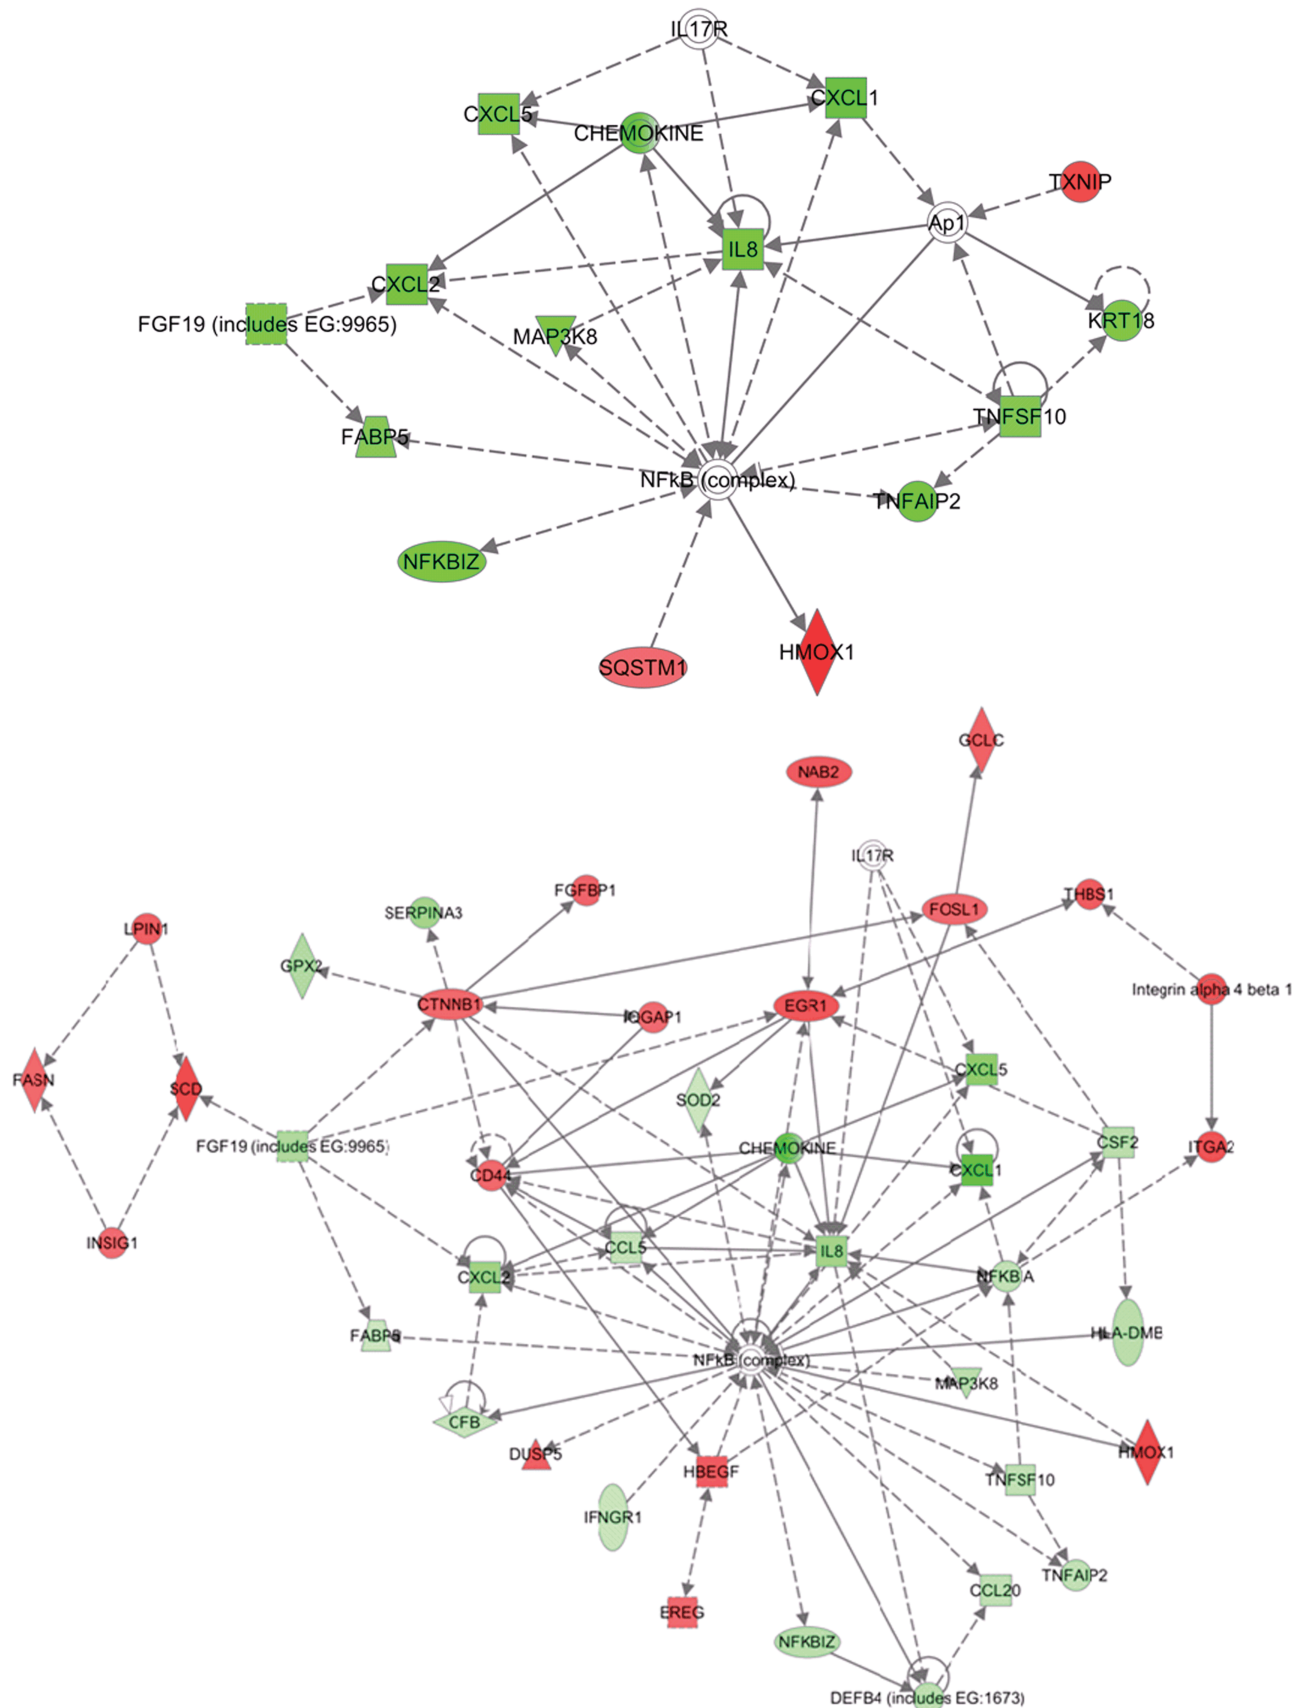 IL17R
CXCL5
CXCL1
CHEMOKINE
TXNIP
Ap1
IL8
CXCL2
FGF19 (includes EG:9965)
MAP3K8
KRT18
TNFSF10
FABP5
NFkB (complex)
TNFAIP2
NFKBIZ
SQSTM1
HMOX1
GCLC
NAB2
IL17R
FGFBP1
THBS1
SERPINA3
FOSL1
LPIN1
GPX2
Integrin alpha 4 beta 1
CTNNB1
EGR1
IQGAP1
CXCL5
FASN
SCD
SOD2
FGF19 (includes EG:9965)
CHEMOKINE
CSF2
ITGA2
CXCL1
CD44
INSIG1
CCL5
IL8
CXCL2
NFKBIA
FABP5
HLA-DMB
NFkB (complex)
MAP3K8
CFB
DUSP5
HMOX1
HBEGF
TNFSF10
IFNGR1
TNFAIP2
CCL20
EREG
NFKBIZ
DEFB4 (includes EG:1673)